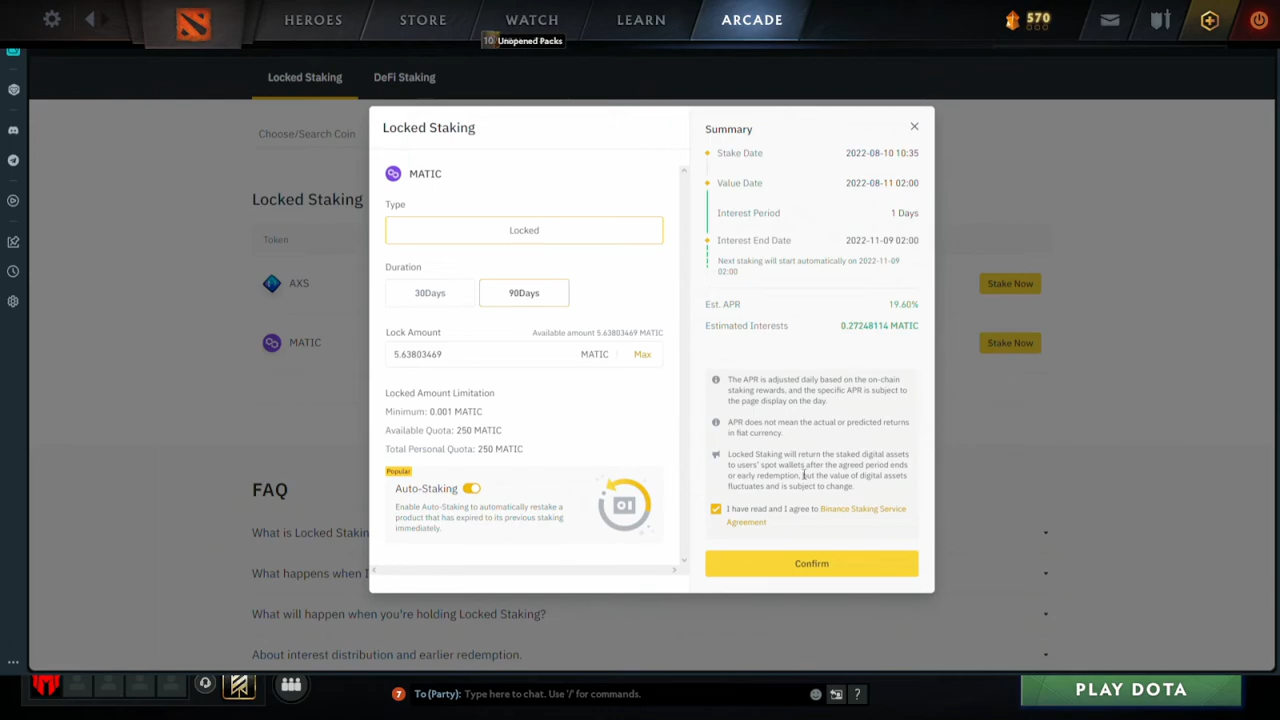 HEROES
STORE
WATCH
LEARN
ARCADE
570
10 Unopened Packs
Locked Staking
DeFi Staking
Choose/Search Coin
Locked Staking
Token
AXS
Stake Now
MATIC
Stake Now
Locked Staking
MATIC
Type
Locked
Duration
30Days
90Days
Lock Amount
Available amount 5.63803469 MATIC
5.63803469
MATIC
Max
Locked Amount Limitation
Minimum: 0.001 MATIC
Available Quota: 250 MATIC
Total Personal Quota: 250 MATIC
Popular
Auto-Staking
Enable Auto-Staking to automatically restake a
product that has expired to its previous staking
immediately.
Summary
Stake Date
2022-08-10 10:35
Value Date
2022-08-11 02:00
Interest Period
1 Days
Interest End Date
2022-11-09 02:00
Next staking will start automatically on 2022-11-09
02:00
Est. APR
19.60%
Estimated Interests
0.27248114 MATIC
The APR is adjusted daily based on the on-chain
staking rewards, and the specific APR is subject to
the page display on the day.
APR does not mean the actual or predicted returns
in fiat currency.
Locked Staking will return the staked digital assets
to users' spot wallets after the agreed period ends
or early redemption, but the value of digital assets
fluctuates and is subject to change.
I have read and I agree to Binance Staking Service
Agreement
Confirm
FAQ
What is Locked Stakin
What happens when I
What will happen when you're holding Locked Staking?
About interest distribution and earlier redemption.
7
To (Party): Type here to chat. Use '/' for commands.
?
PLAY DOTA